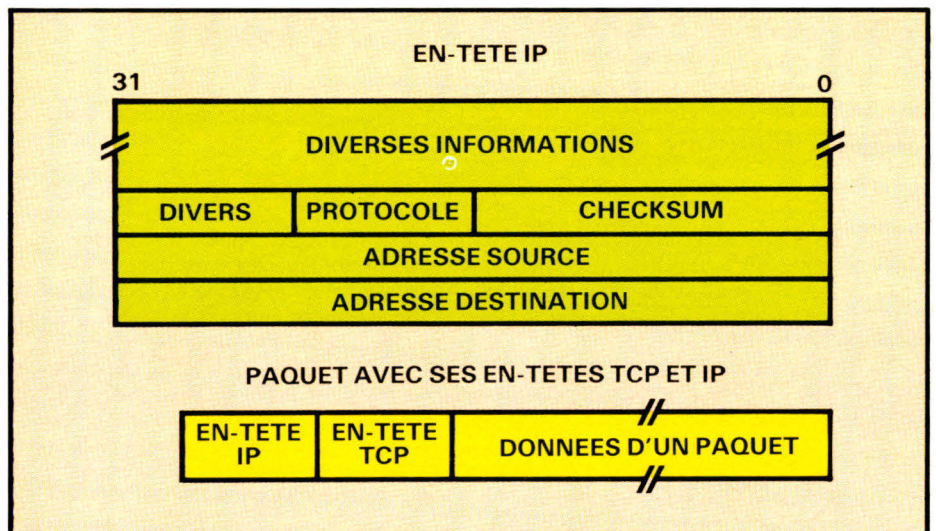 EN-TETE IP
31 0
DIVERSES INFORMATIONS
DIVERS PROTOCOLE CHECKSUM
ADRESSE SOURCE
ADRESSE DESTINATION
PAQUET AVEC SES EN-TETES TCP ET IP
EN-TETE IP
EN-TETE TCP
DONNEES D'UN PAQUET